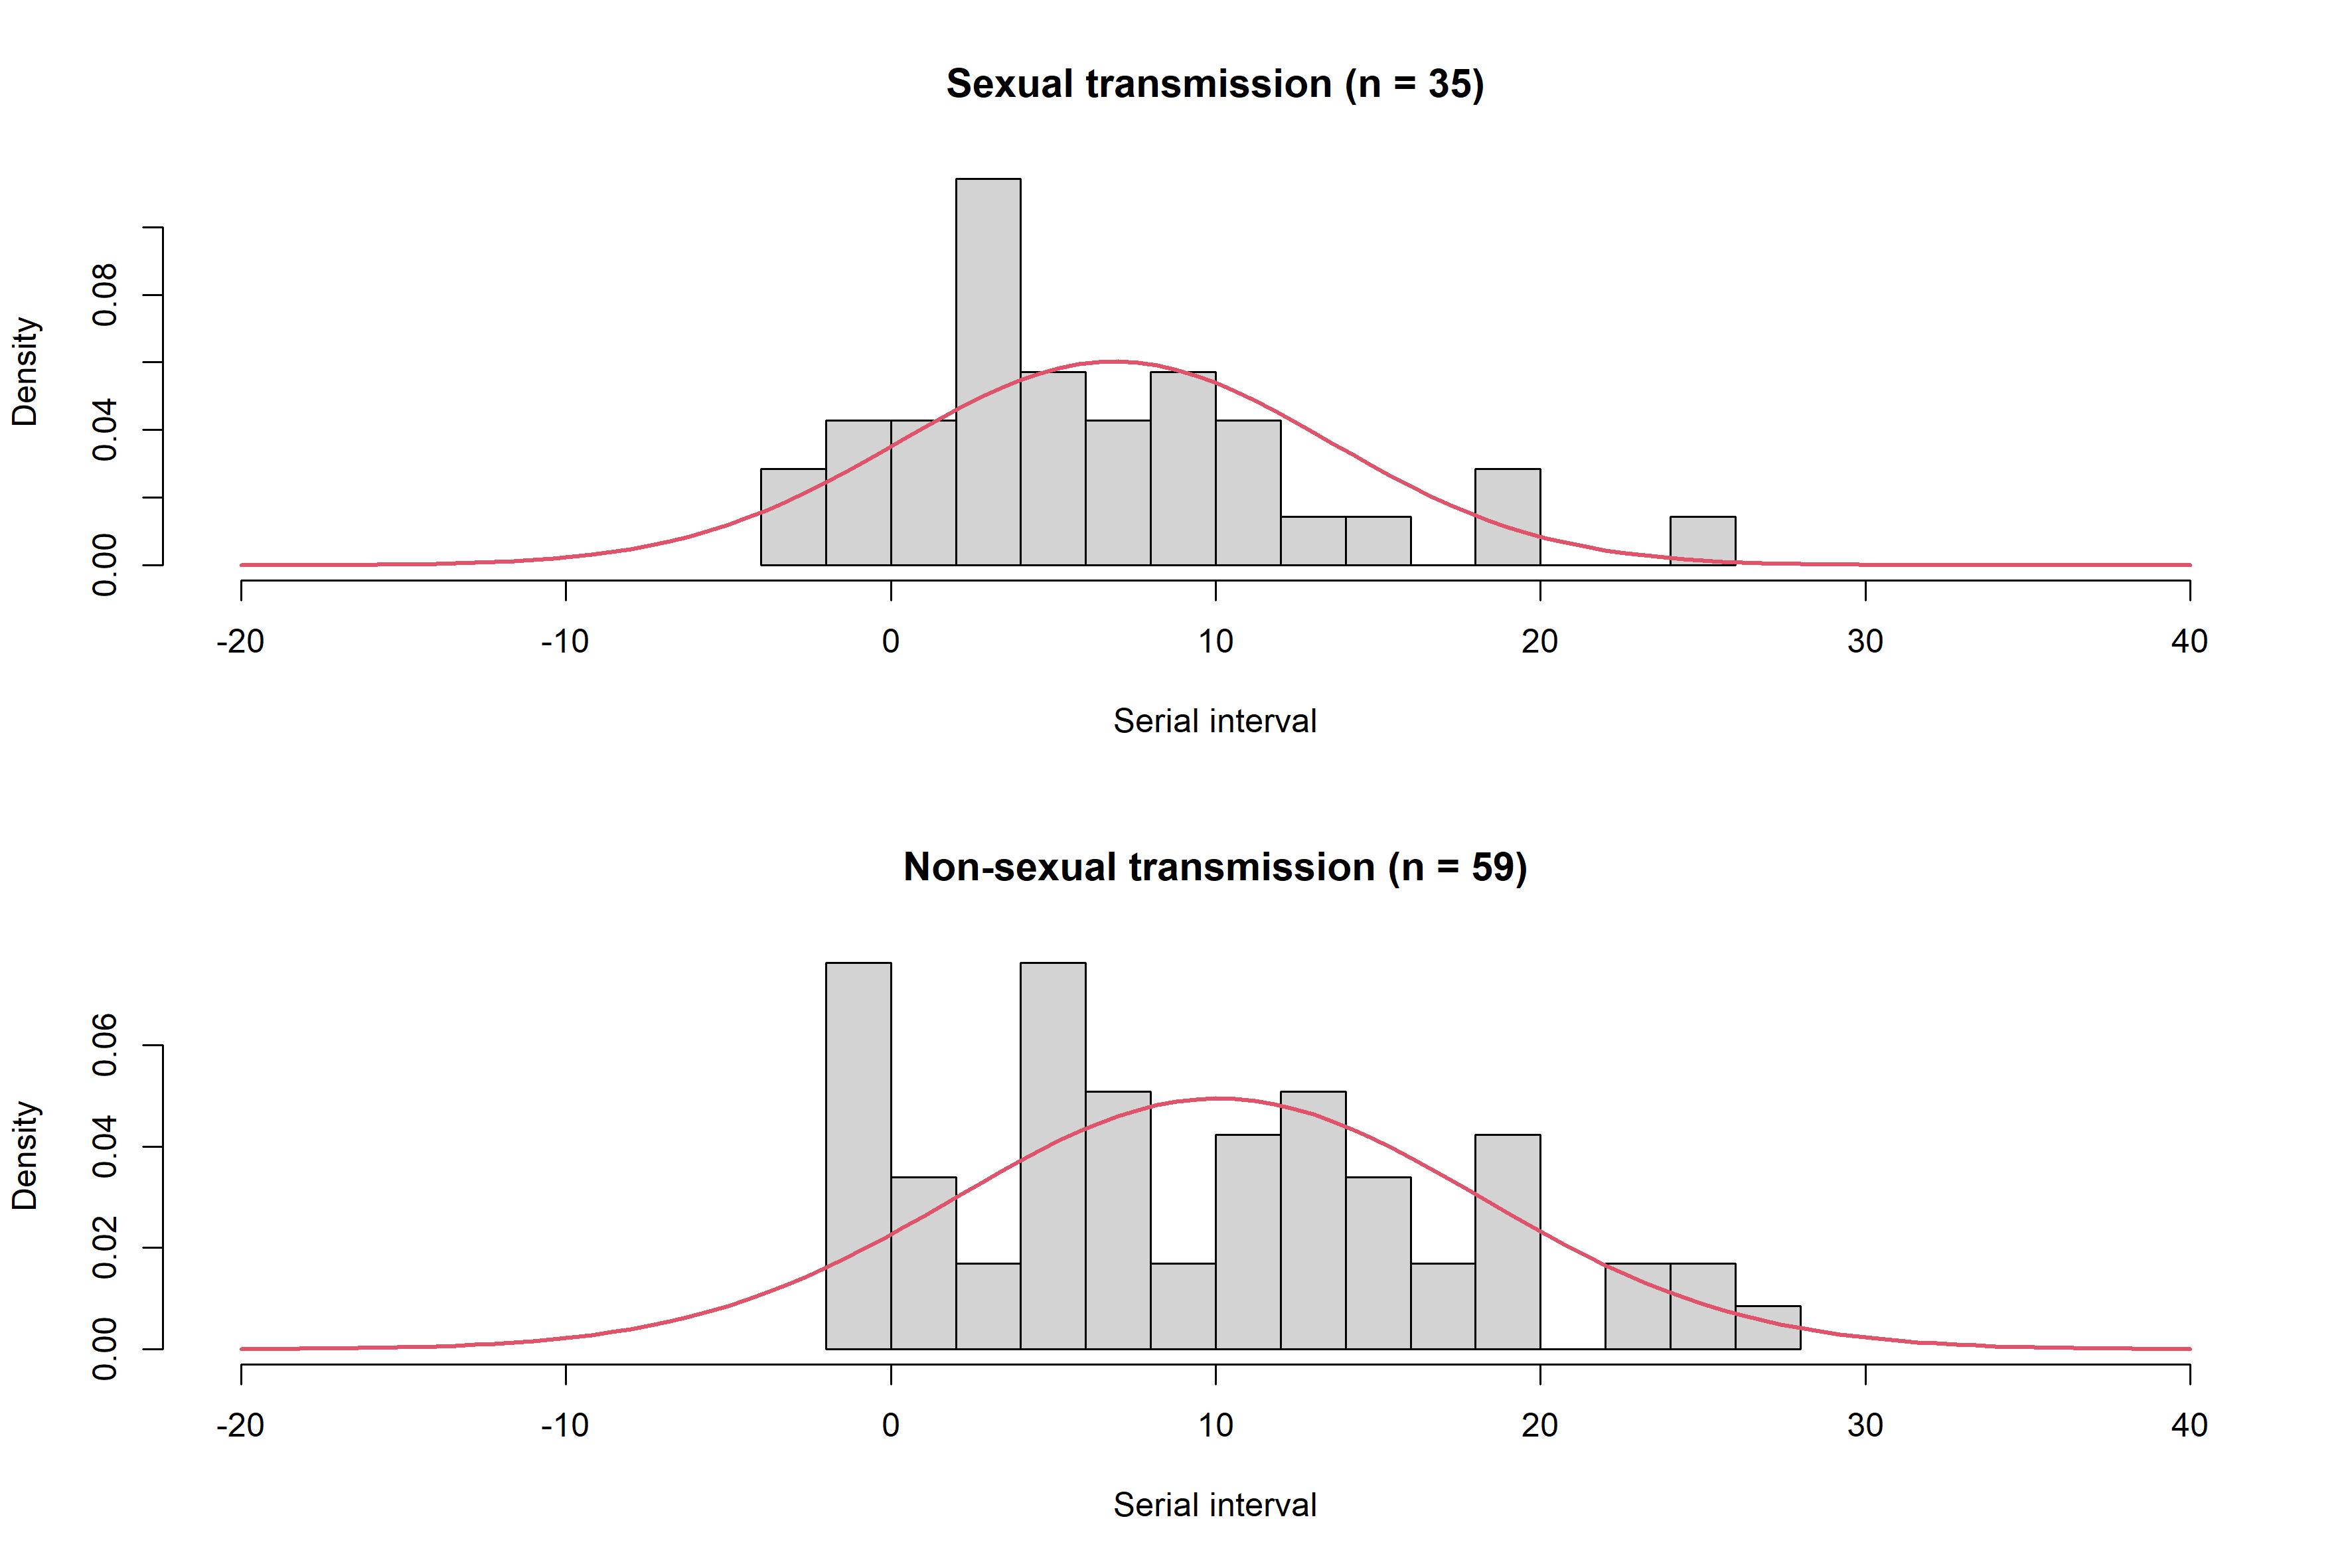 Sexual transmission (n = 35)
Density
0.00 0.04 0.08
-20 -10 0 10 20 30 40
Serial interval
Non-sexual transmission (n = 59)
Density
0.00 0.02 0.04 0.06
-20 -10 0 10 20 30 40
Serial interval